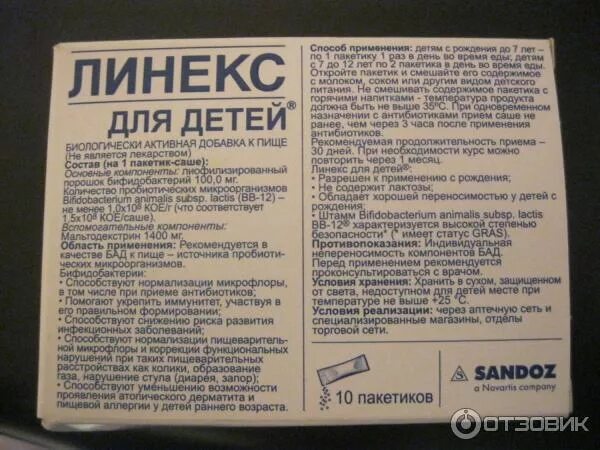 ЛИНЕКС
ДЛЯ ДЕТЕЙ®
БИОЛОГИЧЕСКИ АКТИВНАЯ ДОБАВКА К ПИЩЕ
(Не является лекарством)
Состав (на 1 пакетик-саше):
Основные компоненты: лиофилизированный
порошок бифидобактерий 100,0 мг.
Количество пробиотических микроорганизмов
Bifidobacterium animalis subsp. lactis (BB-12) –
не менее 1,0x10⁸ КОЕ/г (что соответствует
1,5x10⁸ КОЕ/саше).
Вспомогательные компоненты:
Мальтодекстрин 1400 мг.
Область применения: Рекомендуется в
качестве БАД к пище – источника пробио-
тических микроорганизмов.
Бифидобактерии:
• Способствуют нормализации микрофлоры,
в том числе при приеме антибиотиков;
• Помогают укрепить иммунитет, участвуя в
его правильном формировании;
• Способствуют снижению риска развития
инфекционных заболеваний;
• Способствуют нормализации пищеваритель-
ной микрофлоры и коррекции функциональных
нарушений при таких пищеварительных
расстройствах как колики, образование
газа, нарушение стула (диарея, запор);
• Способствуют уменьшению возможности
проявления атопического дерматита и
пищевой аллергии у детей раннего возраста.
Способ применения: детям с рождения до 7 лет –
по 1 пакетику 1 раз в день во время еды; детям
с 7 до 12 лет по 2 пакетика в день во время еды.
Откройте пакетик и смешайте его содержимое
с молоком, соком или другим видом детского
питания. Не смешивать содержимое пакетика с
горячими напитками - температура продукта
должна быть не выше 35°C. При одновременном
назначении с антибиотиками прием саше не
ранее, чем через 3 часа после применения
антибиотиков.
Рекомендуемая продолжительность приема –
30 дней. При необходимости курс можно
повторить через 1 месяц.
Линекс для детей®:
• Разрешен к применению с рождения;
• Не содержит лактозы;
• Обладает хорошей переносимостью у детей с
рождения;
• Штамм Bifidobacterium animalis subsp. lactis
BB-12® характеризуется высокой степенью
безопасности* (*имеет статус GRAS).
Противопоказания: Индивидуальная
непереносимость компонентов БАД.
Перед применением рекомендуется
проконсультироваться с врачом.
Условия хранения: Хранить в сухом, защищенном
от света, недоступном для детей месте при
температуре не выше +25 °C.
Условия реализации: через аптечную сеть и
специализированные магазины, отделы
торговой сети.
10 пакетиков
SANDOZ
a Novartis company
ОТЗОВИК